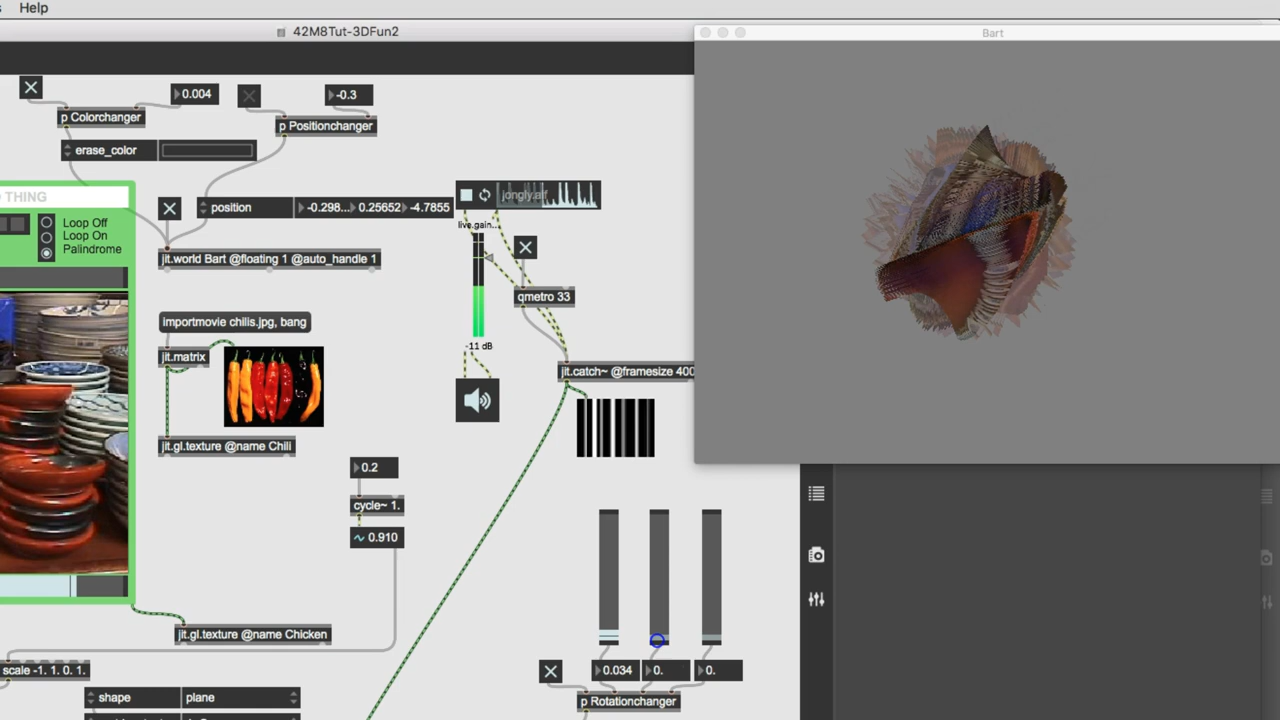 Help
42M8Tut-3DFun2
Bart
0.004
-0.3
p Colorchanger
p Positionchanger
erase_color
THING
position
-0.298...
0.25652
-4.7855
jongly.aif
Loop Off
Loop On
Palindrome
live.gain...
jit.world Bart @floating 1 @auto_handle 1
qmetro 33
importmovie chilis.jpg, bang
-11 dB
jit.matrix
jit.catch~ @framesize 400
jit.gl.texture @name Chili
0.2
cycle~ 1.
0.910
jit.gl.texture @name Chicken
scale -1. 1. 0. 1.
0.034
0.
0.
shape
plane
p Rotationchanger